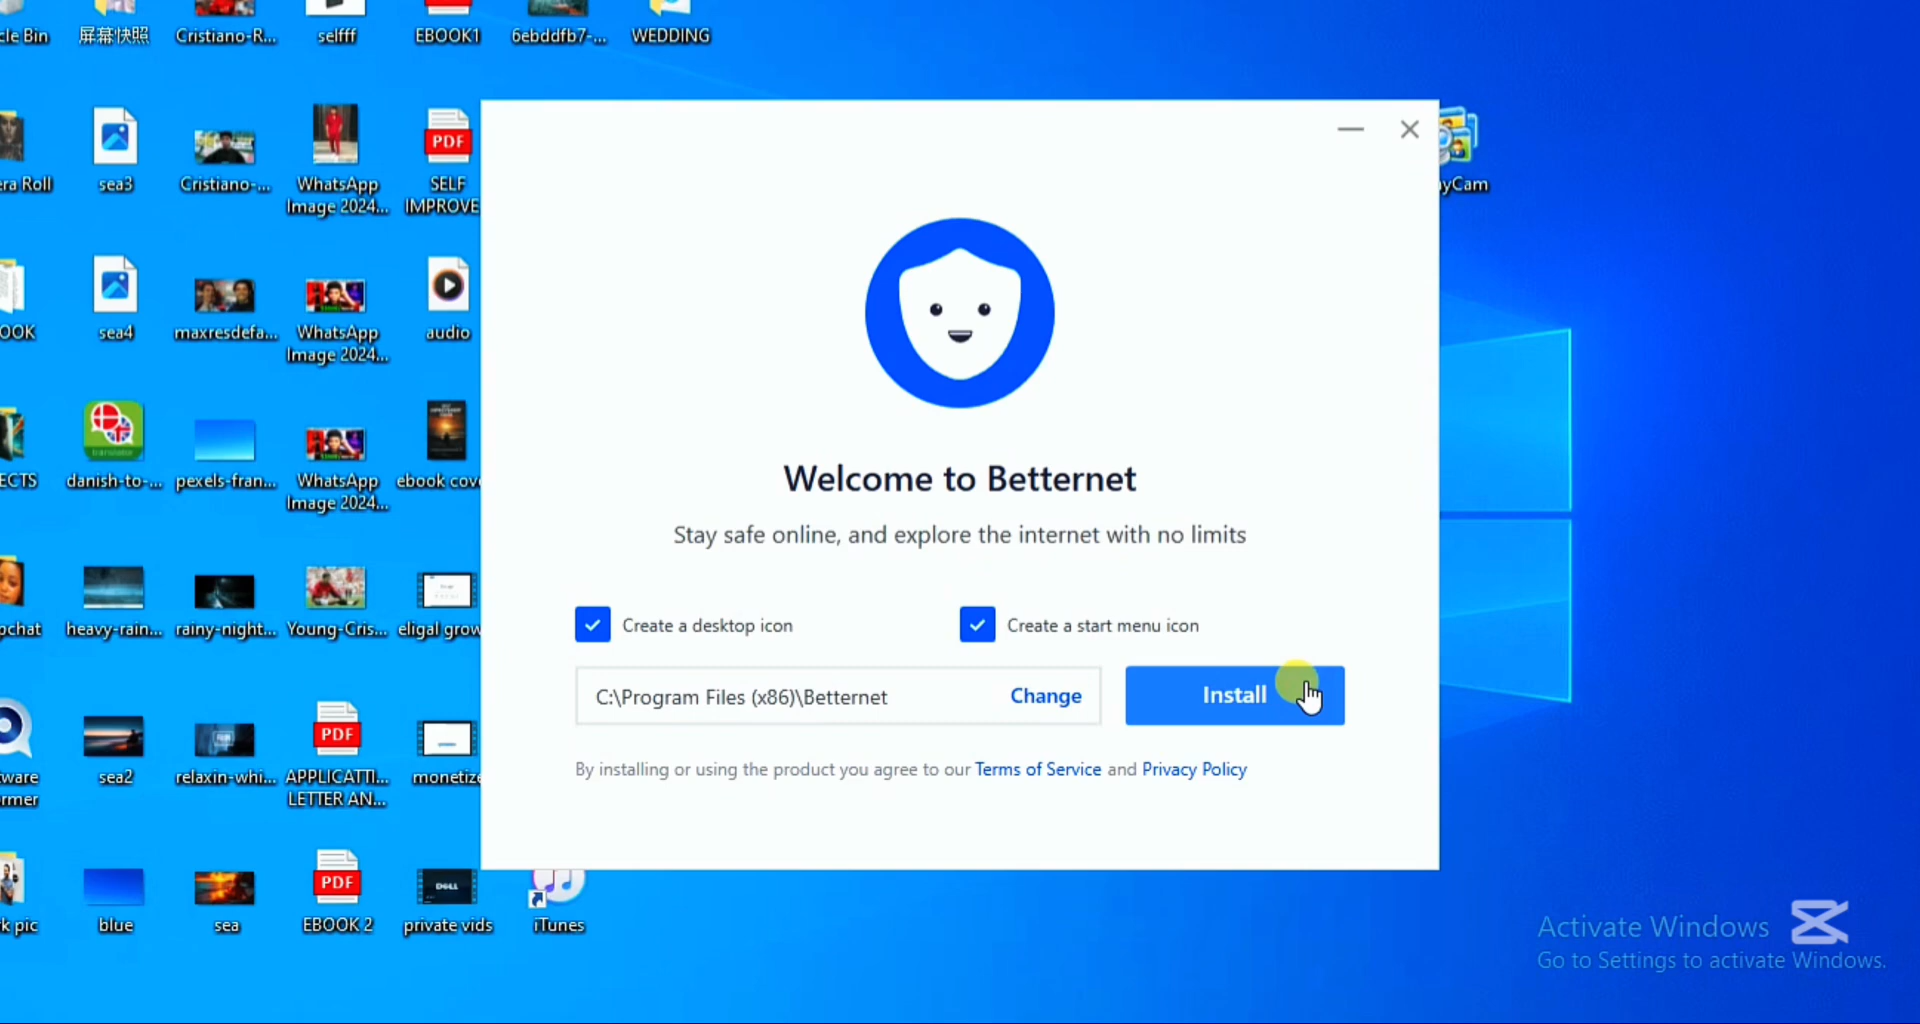 cle Bin
屏幕快照
Cristiano-R...
selfff
EBOOK1
6ebddfb7-...
WEDDING
era Roll
sea3
Cristiano-...
WhatsApp
Image 2024...
PDF
SELF
IMPROVE
yCam
OOK
sea4
maxresdefa...
WhatsApp
Image 2024...
audio
ECTS
translator
danish-to-...
pexels-fran...
WhatsApp
Image 2024...
ebook cov
pchat
heavy-rain...
rainy-night...
Young-Cris...
eligal grow
ware
rmer
sea2
relaxin-whi...
PDF
APPLICATTI...
LETTER AN...
monetize
k pic
blue
sea
PDF
EBOOK 2
DELL
private vids
iTunes
Welcome to Betternet
Stay safe online, and explore the internet with no limits
Create a desktop icon
Create a start menu icon
C:\Program Files (x86)\Betternet
Change
Install
By installing or using the product you agree to our Terms of Service and Privacy Policy
Activate Windows
Go to Settings to activate Windows.